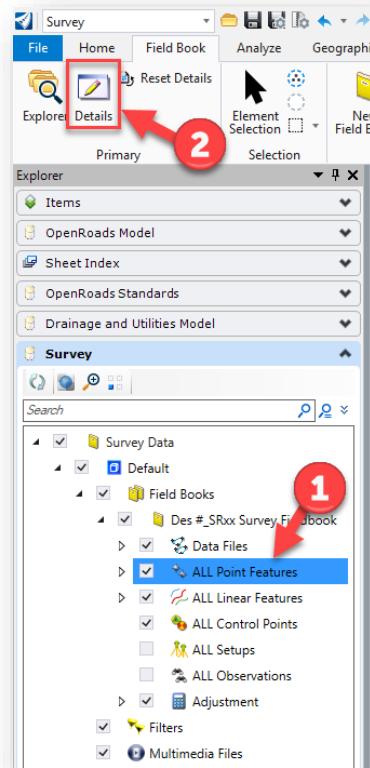 Survey
File Home Field Book Analyze Geographi
Explorer Details Reset Details Element Selection Ne
Field B
2
Primary Selection
Explorer
Items
OpenRoads Model
Sheet Index
OpenRoads Standards
Drainage and Utilities Model
Survey
Search
Survey Data
Default
Field Books
1
Des #_SRxx Survey Fieldbook
Data Files
ALL Point Features
ALL Linear Features
ALL Control Points
ALL Setups
ALL Observations
Adjustment
Filters
Multimedia Files